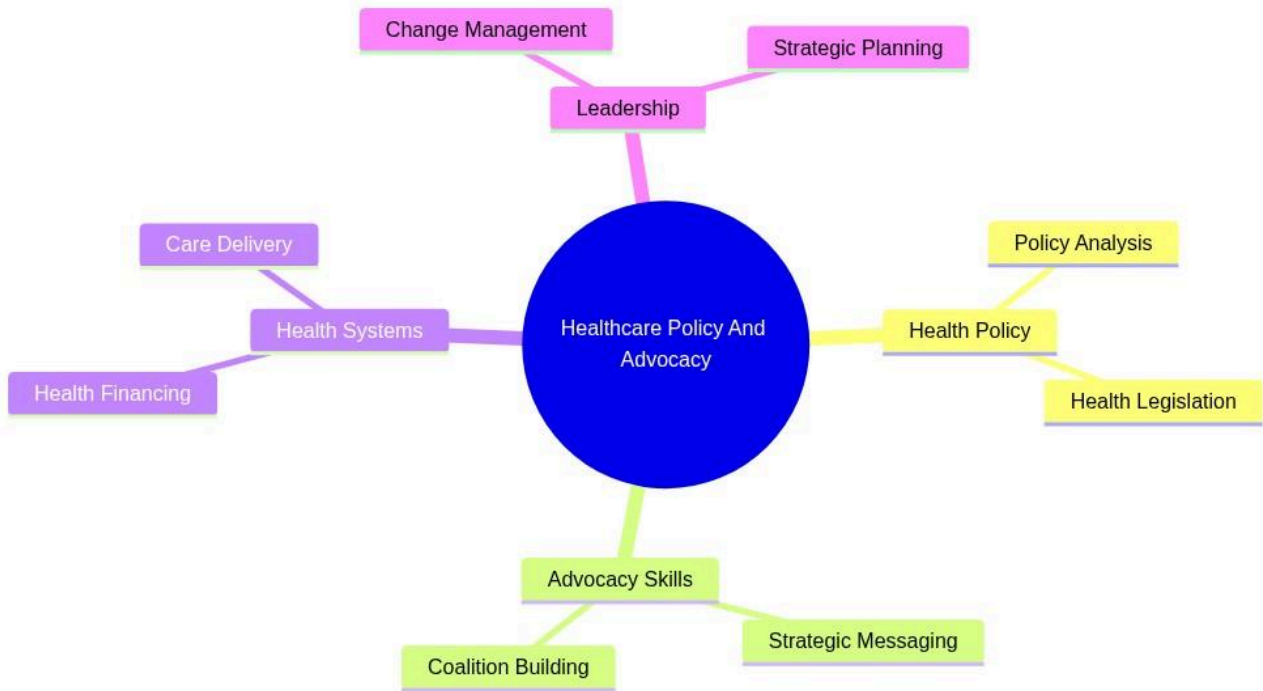 Change Management
Strategic Planning
Leadership
Care Delivery
Policy Analysis
Health Systems
Healthcare Policy And
Advocacy
Health Policy
Health Financing
Health Legislation
Advocacy Skills
Strategic Messaging
Coalition Building